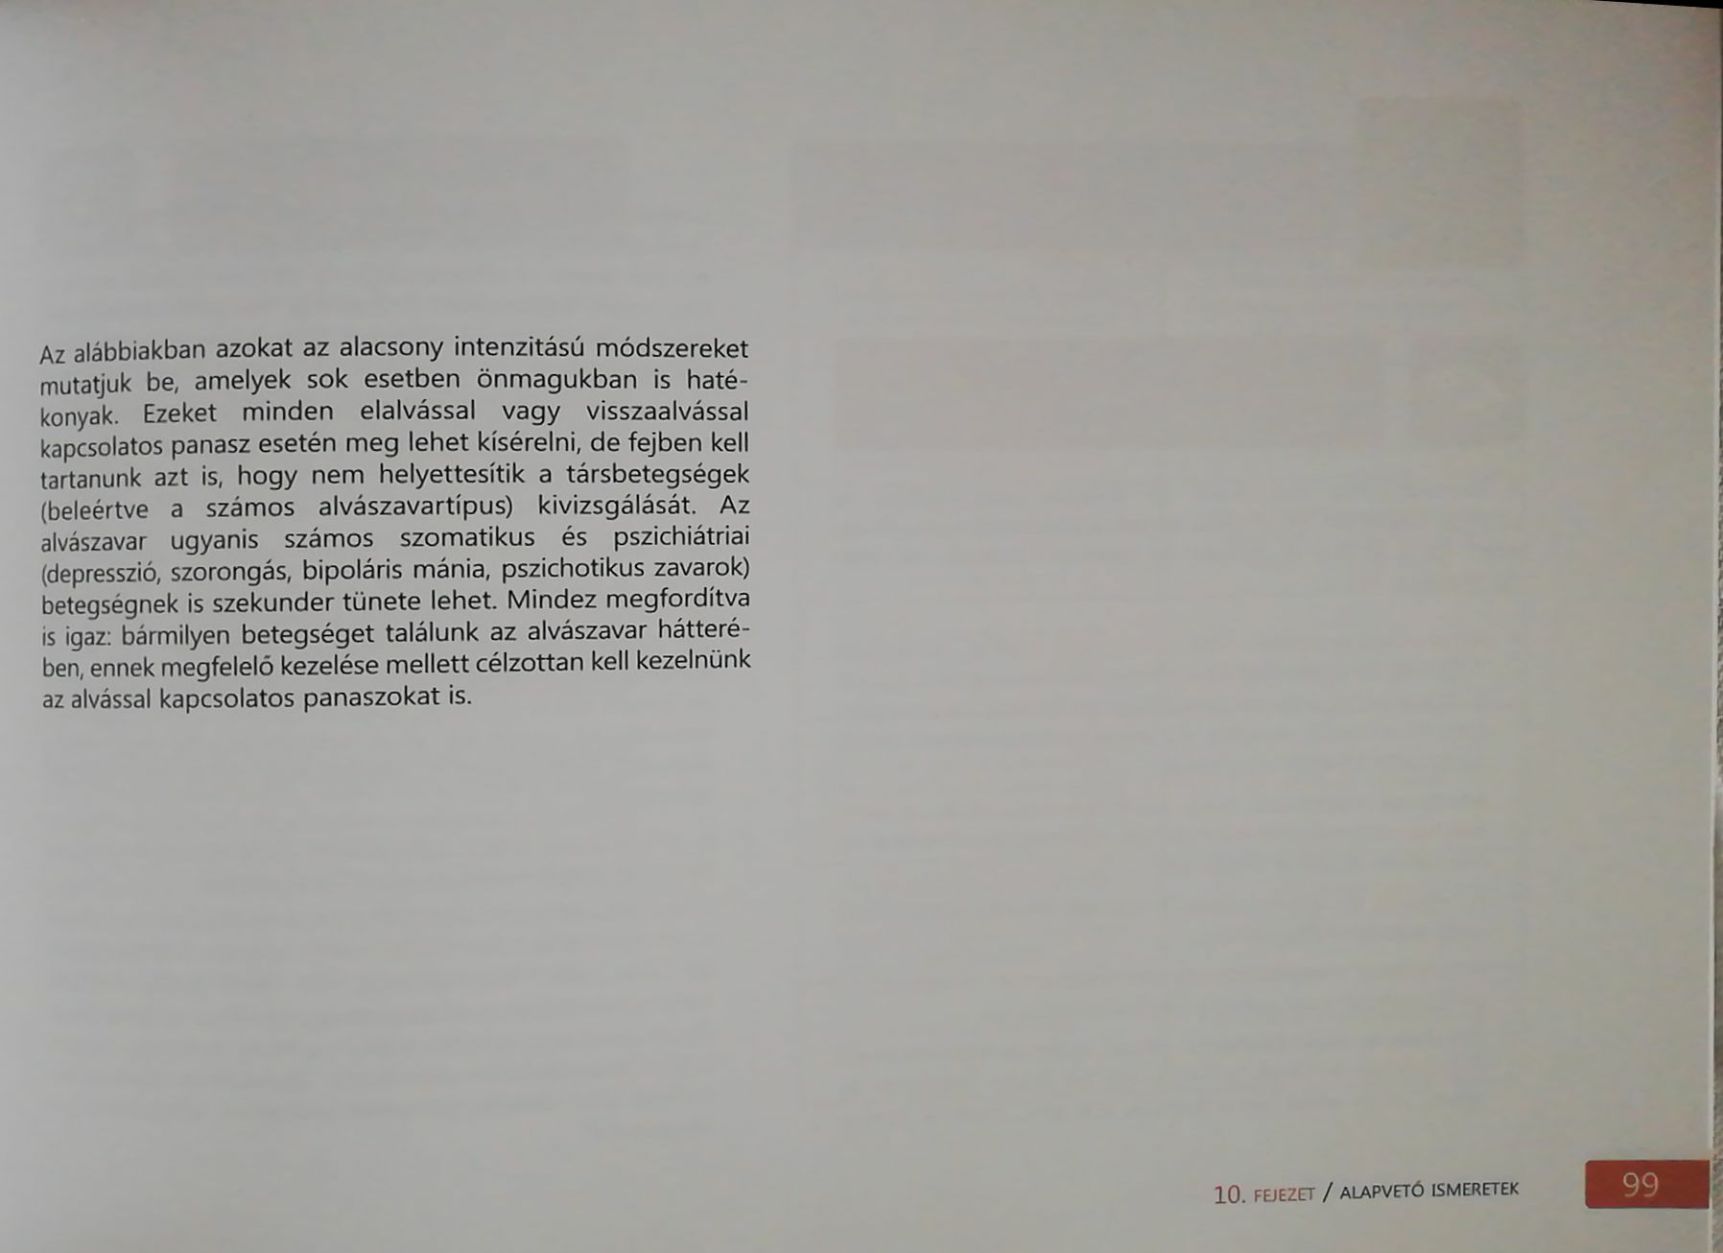 Az alábbiakban azokat az alacsony intenzitású módszereket
mutatjuk be, amelyek sok esetben önmagukban is haté-
konyak. Ezeket minden elalvással vagy visszaalvással
kapcsolatos panasz esetén meg lehet kísérelni, de fejben kell
tartanunk azt is, hogy nem helyettesítik a társbetegségek
(beleértve a számos alvászavartípus) kivizsgálását. Az
alvászavar ugyanis számos szomatikus és pszichiátriai
(depresszió, szorongás, bipoláris mánia, pszichotikus zavarok)
betegségnek is szekunder tünete lehet. Mindez megfordítva
is igaz: bármilyen betegséget találunk az alvászavar hátteré-
ben, ennek megfelelő kezelése mellett célzottan kell kezelnünk
az alvással kapcsolatos panaszokat is.
10. FEJEZET / ALAPVETŐ ISMERETEK 99